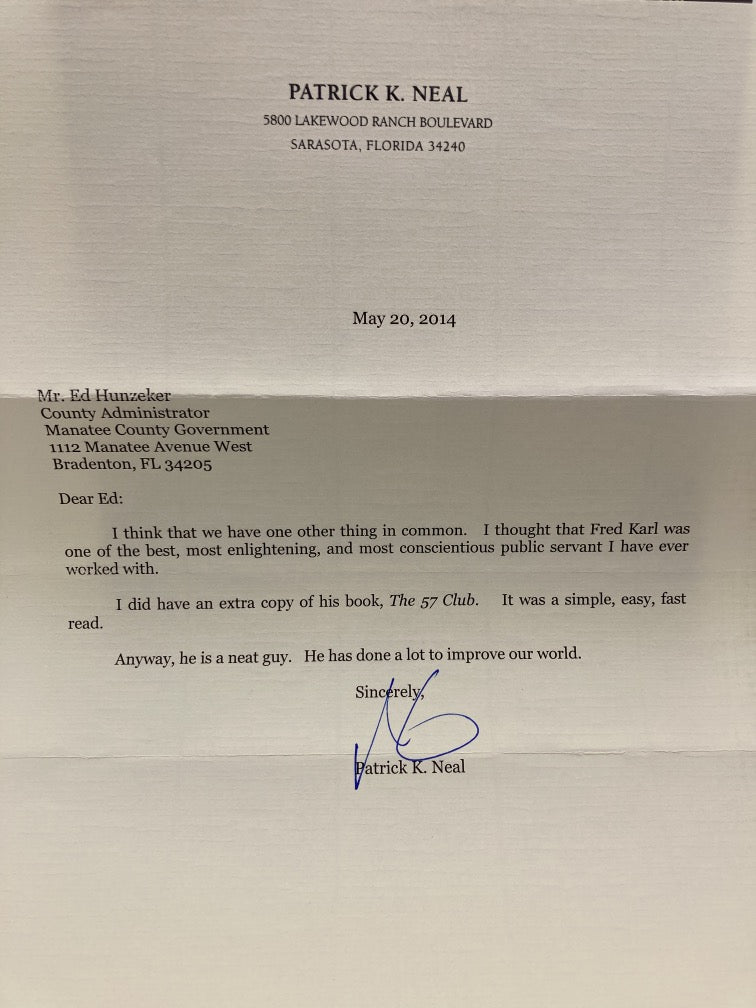 PATRICK K. NEAL
5800 LAKEWOOD RANCH BOULEVARD
SARASOTA, FLORIDA 34240
May 20, 2014
Mr. Ed Hunzeker
County Administrator
Manatee County Government
1112 Manatee Avenue West
Bradenton, FL 34205
Dear Ed:
I think that we have one other thing in common. I thought that Fred Karl was
one of the best, most enlightening, and most conscientious public servant I have ever
worked with.
I did have an extra copy of his book, The 57 Club. It was a simple, easy, fast
read.
Anyway, he is a neat guy. He has done a lot to improve our world.
Sincerely,
Patrick K. Neal